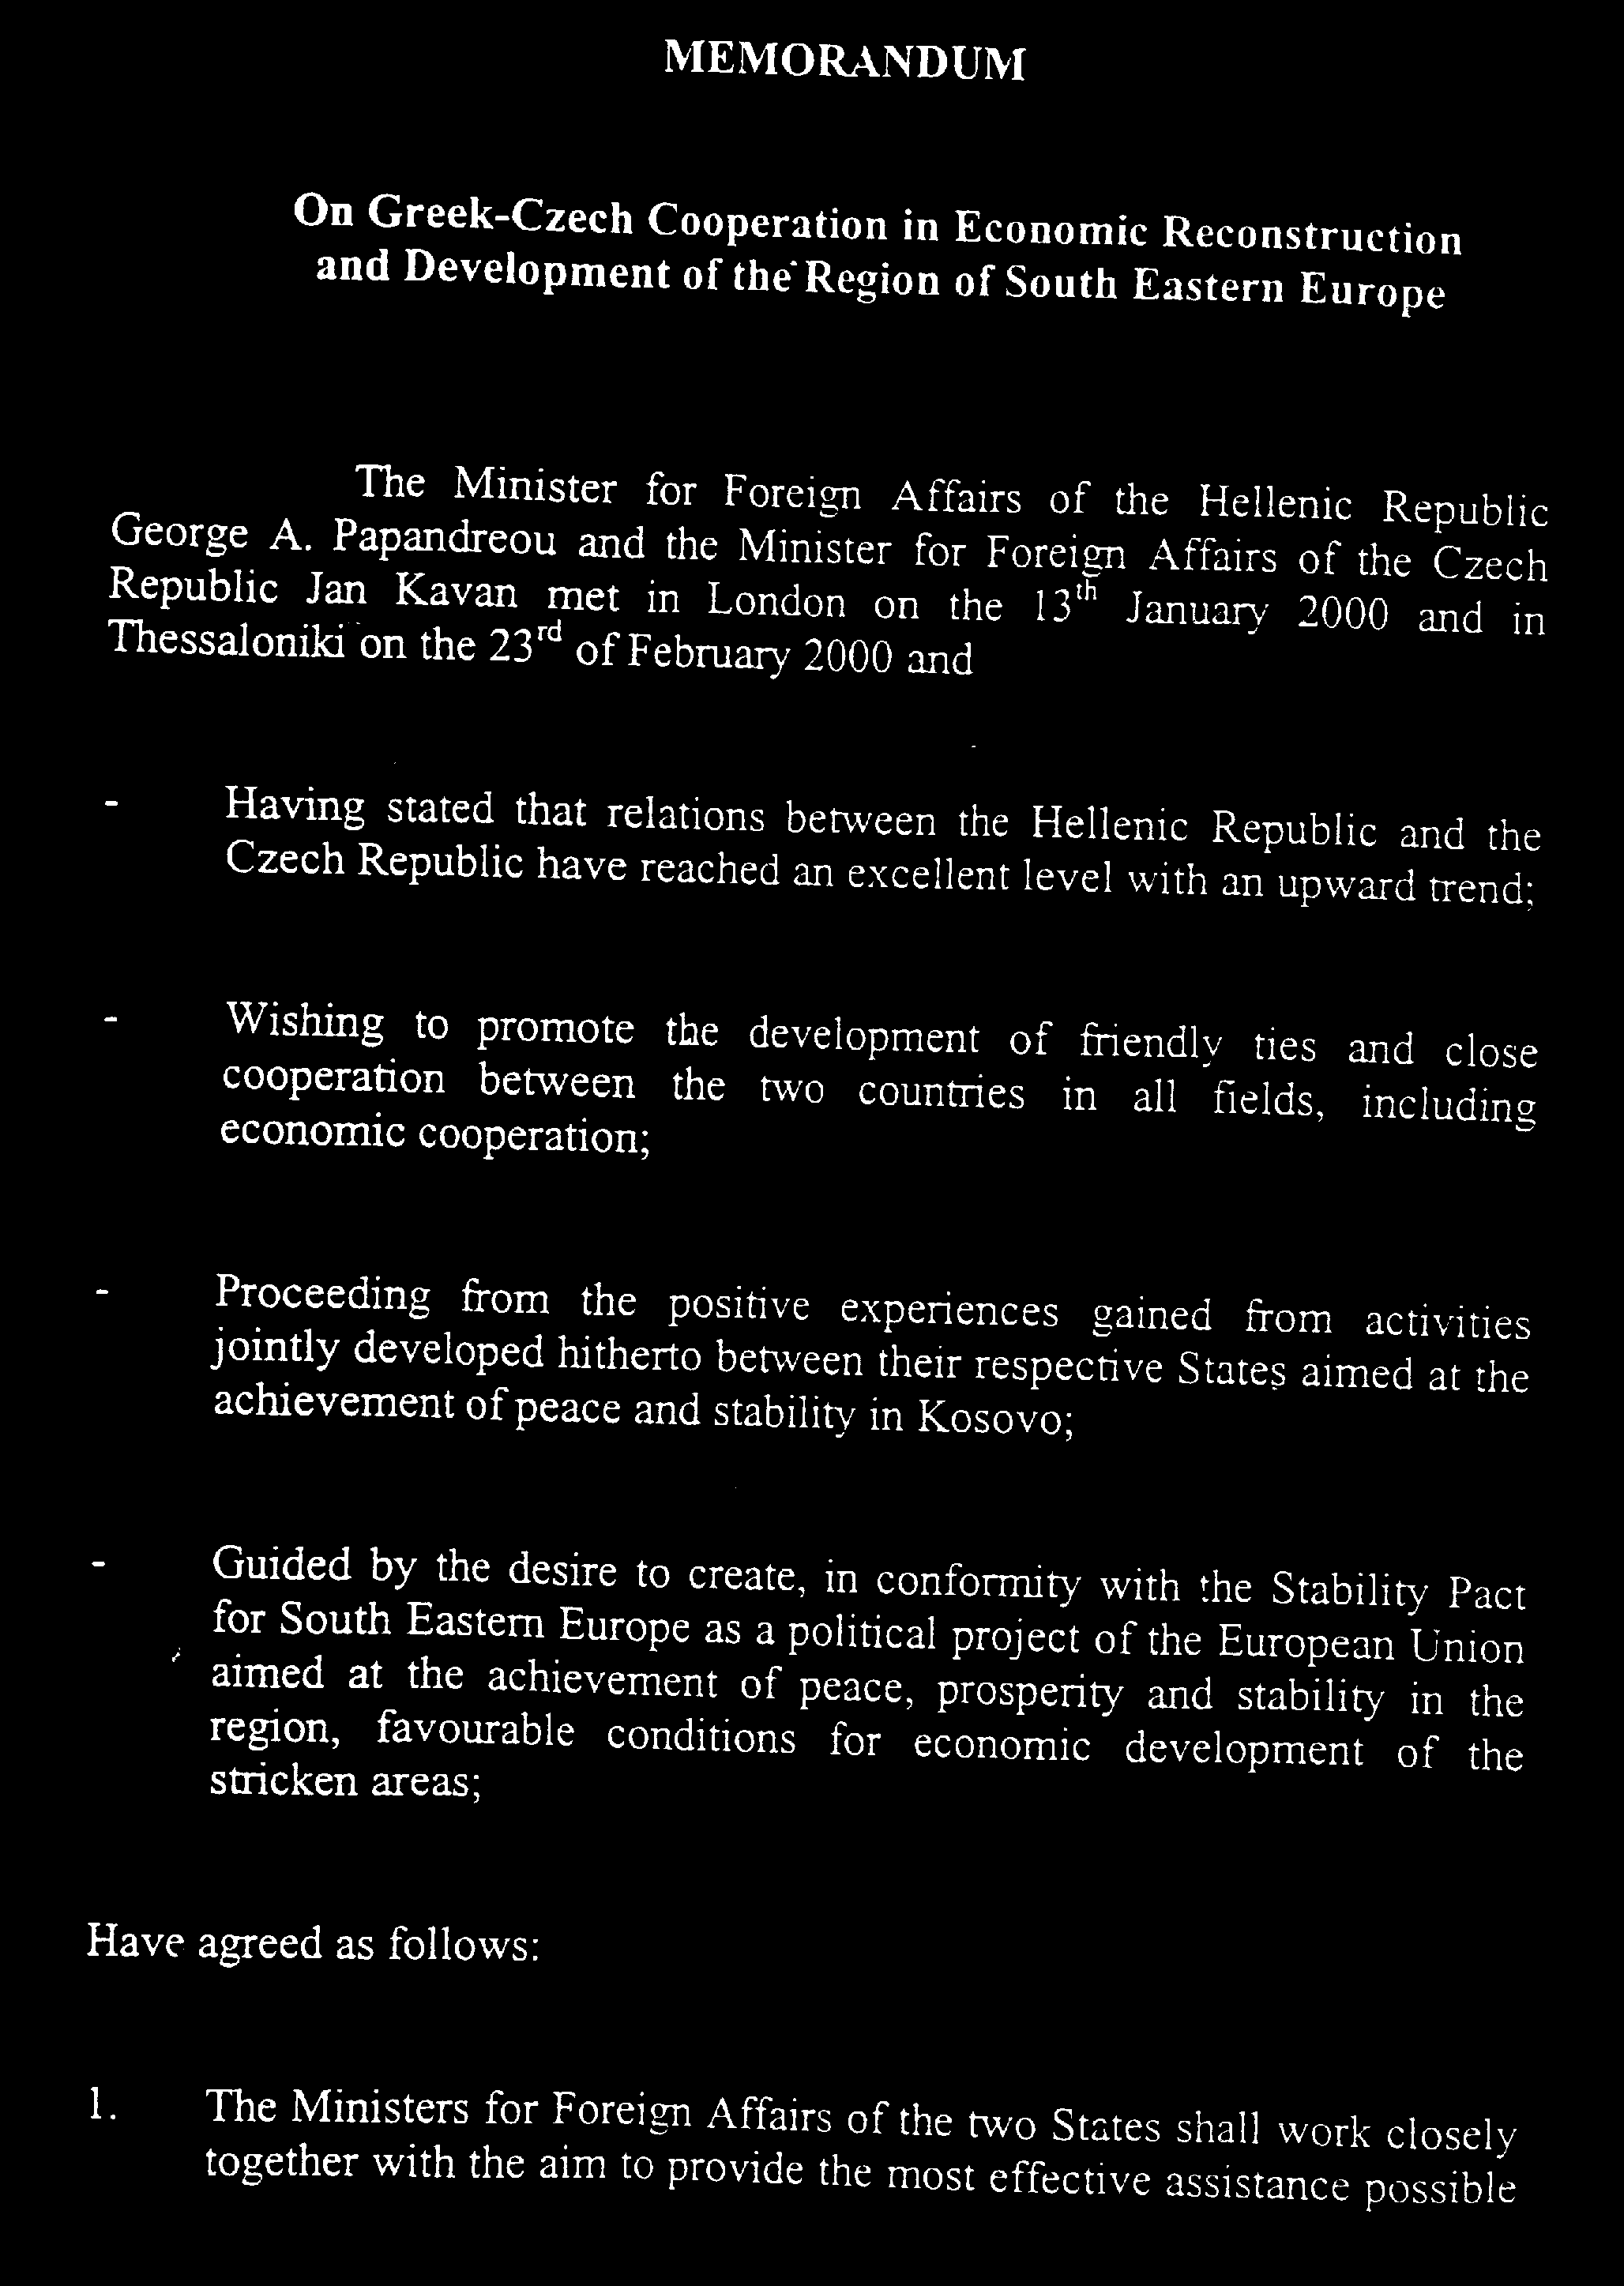 MEMORANDUM
On Greek-Czech Cooperation in Economic Reconstruction
and Development of the Region of South Eastern Europe
The Minister for Foreign Affairs of the Hellenic Republic
George A. Papandreou and the Minister for Foreign Affairs of the Czech
Republic Jan Kavan met in London on the 13th January 2000 and in
Thessaloniki on the 23rd of February 2000 and
- Having stated that relations between the Hellenic Republic and the
Czech Republic have reached an excellent level with an upward trend;
- Wishing to promote the development of friendly ties and close
cooperation between the two countries in all fields, including
economic cooperation;
- Proceeding from the positive experiences gained from activities
jointly developed hitherto between their respective States aimed at the
achievement of peace and stability in Kosovo;
- Guided by the desire to create, in conformity with the Stability Pact
for South Eastern Europe as a political project of the European Union
aimed at the achievement of peace, prosperity and stability in the
region, favourable conditions for economic development of the
stricken areas;
Have agreed as follows:
1. The Ministers for Foreign Affairs of the two States shall work closely
together with the aim to provide the most effective assistance possible